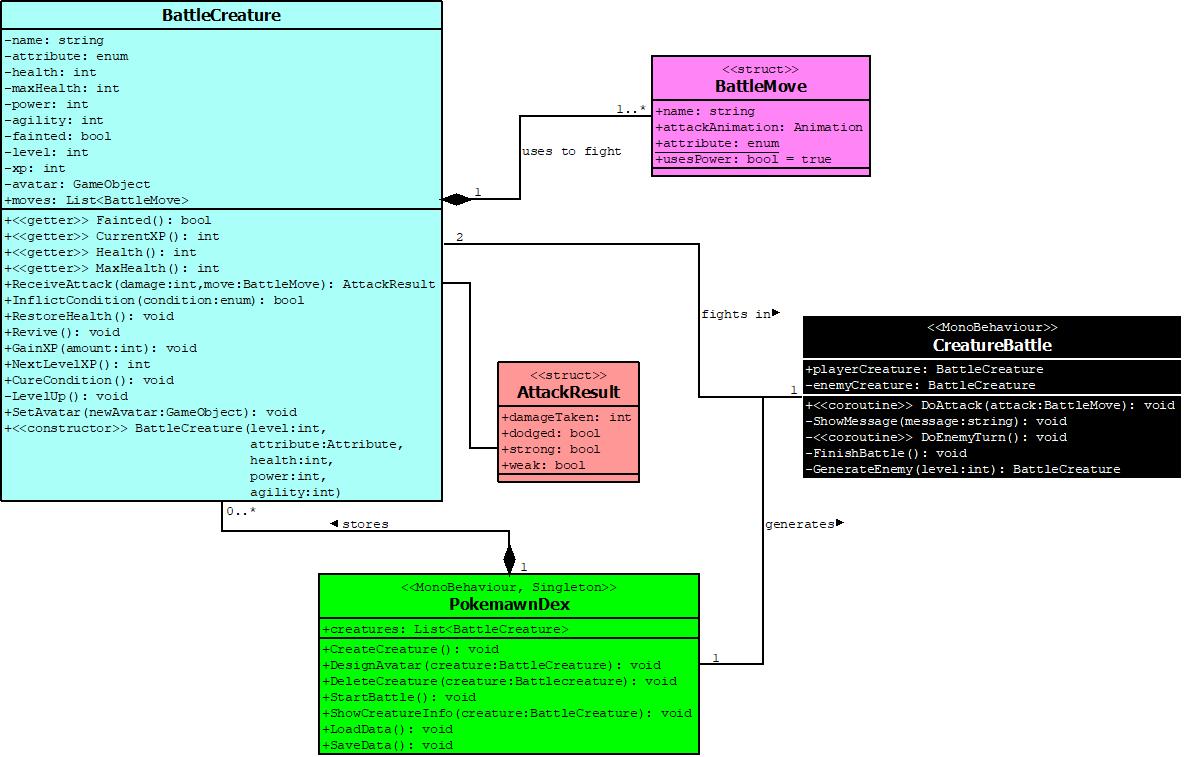 BattleCreature
-name: string
-attribute: enum
-health: int
-maxHealth: int
-power: int
-agility: int
-fainted: bool
-level: int
-xp: int
-avatar: GameObject
+moves: List<BattleMove>
+<<getter>> Fainted(): bool
+<<getter>> CurrentXP(): int
+<<getter>> Health(): int
+<<getter>> MaxHealth(): int
+ReceiveAttack(damage:int,move:BattleMove): AttackResult
+InflictCondition(condition:enum): bool
+RestoreHealth(): void
+Revive(): void
+GainXP(amount:int): void
+NextLevelXP(): int
+CureCondition(): void
-LevelUp(): void
+SetAvatar(newAvatar:GameObject): void
+<<constructor>> BattleCreature(level:int,
attribute:Attribute,
health:int,
power:int,
agility:int)
1
uses to fight
1..*
<<struct>>
BattleMove
+name: string
+attackAnimation: Animation
+attribute: enum
+usesPower: bool = true
2
fights in►
1
<<struct>>
AttackResult
+damageTaken: int
+dodged: bool
+strong: bool
+weak: bool
<<MonoBehaviour>>
CreatureBattle
+playerCreature: BattleCreature
-enemyCreature: BattleCreature
+<<coroutine>> DoAttack(attack:BattleMove): void
-ShowMessage(message:string): void
-<<coroutine>> DoEnemyTurn(): void
-FinishBattle(): void
-GenerateEnemy(level:int): BattleCreature
0..*
◄stores
1
generates►
1
<<MonoBehaviour, Singleton>>
PokemawnDex
+creatures: List<BattleCreature>
+CreateCreature(): void
+DesignAvatar(creature:BattleCreature): void
+DeleteCreature(creature:Battlecreature): void
+StartBattle(): void
+ShowCreatureInfo(creature:BattleCreature): void
+LoadData(): void
+SaveData(): void